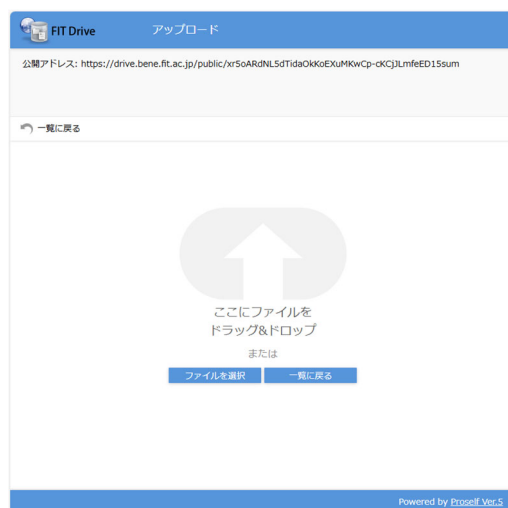 FIT Drive アップロード
公開アドレス: https://drive.bene.fit.ac.jp/public/xr5oARdNL5dTidaOkKoEXuMKwCp-cKCjJLmfeED15sum
一覧に戻る
ここにファイルを
ドラッグ&ドロップ
または
ファイルを選択 一覧に戻る
Powered by Proself Ver.5